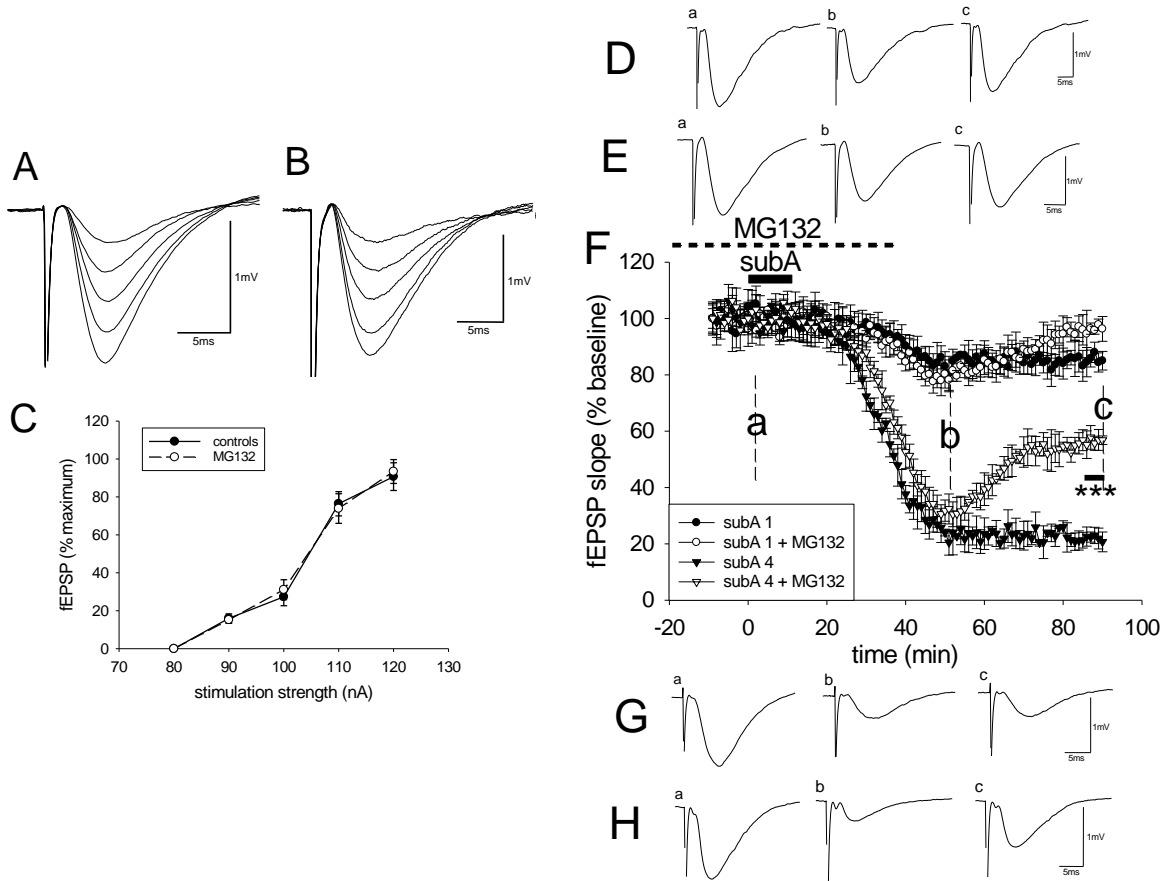 A
1mV
5ms
B
1mV
5ms
C
fEPSP (% maximum)
120
100
80
60
40
20
0
controls
MG132
70 80 90 100 110 120 130
stimulation strength (nA)
D
a b c
1mV
5ms
E
a b c
1mV
5ms
F
MG132
subA
fEPSP slope (% baseline)
120
100
80
60
40
20
0
a
b
c
***
subA 1
subA 1 + MG132
subA 4
subA 4 + MG132
-20 0 20 40 60 80 100
time (min)
G
a b c
1mV
5ms
H
a b c
1mV
5ms